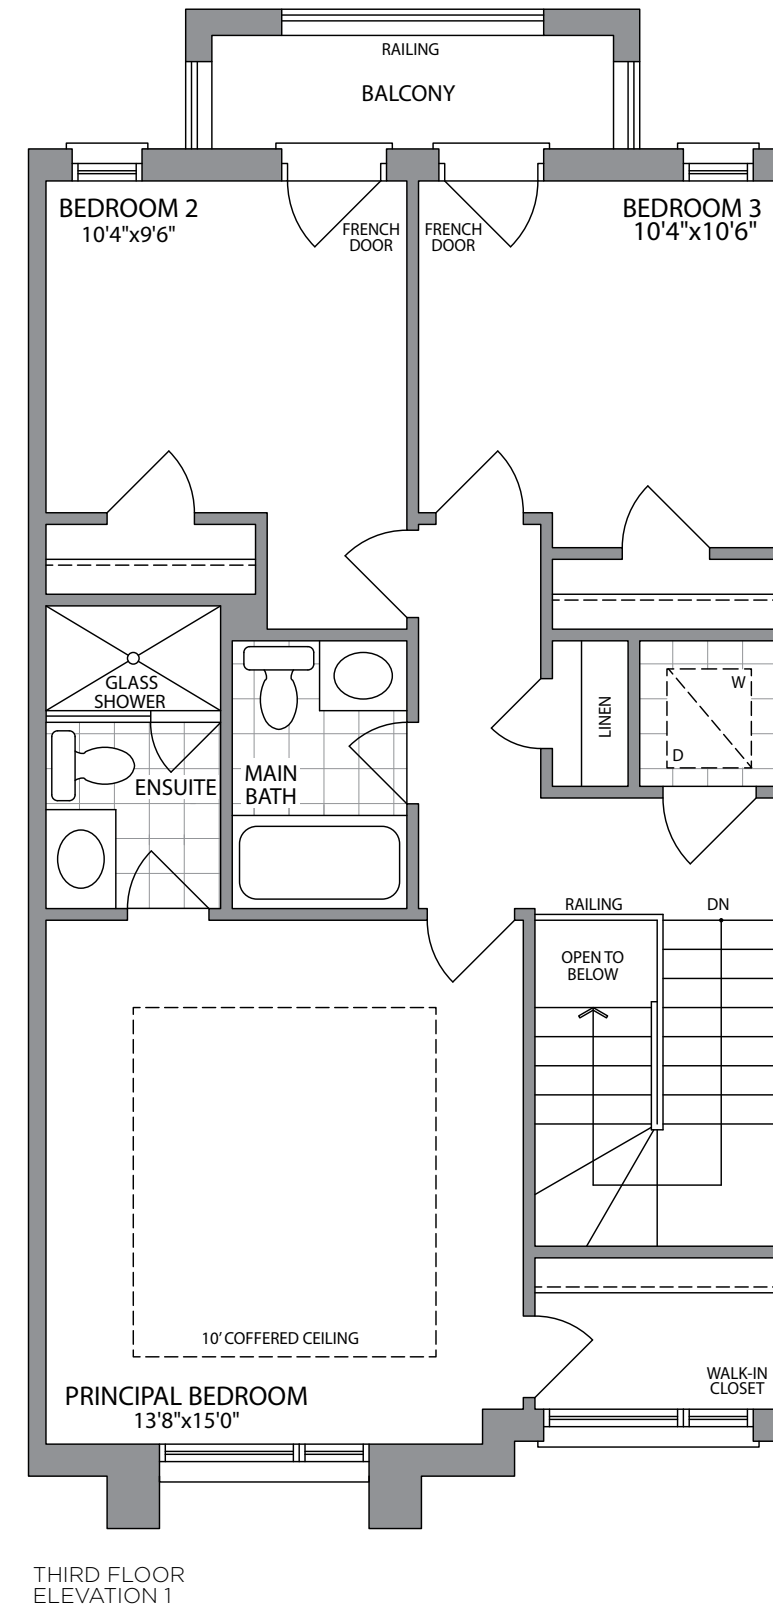 RAILING
BALCONY
BEDROOM 2
10'4"x9'6"
FRENCH
DOOR
FRENCH
DOOR
BEDROOM 3
10'4"x10'6"
GLASS
SHOWER
ENSUITE
MAIN
BATH
LINEN
W
D
RAILING
DN
OPEN TO
BELOW
10' COFFERED CEILING
PRINCIPAL BEDROOM
13'8"x15'0"
WALK-IN
CLOSET
THIRD FLOOR
ELEVATION 1